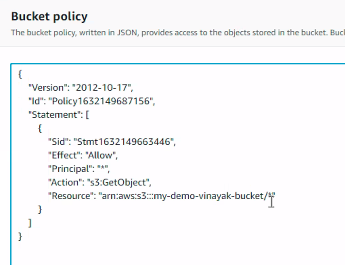 Bucket policy
The bucket policy, written in JSON, provides access to the objects stored in the bucket.
{
"Version": "2012-10-17",
"Id": "Policy1632149687156",
"Statement": [
{
"Sid": "Stmt1632149663446",
"Effect": "Allow",
"Principal": "*",
"Action": "s3:GetObject",
"Resource": "arn:aws:s3:::my-demo-vinayak-bucket/*"
}
]
}